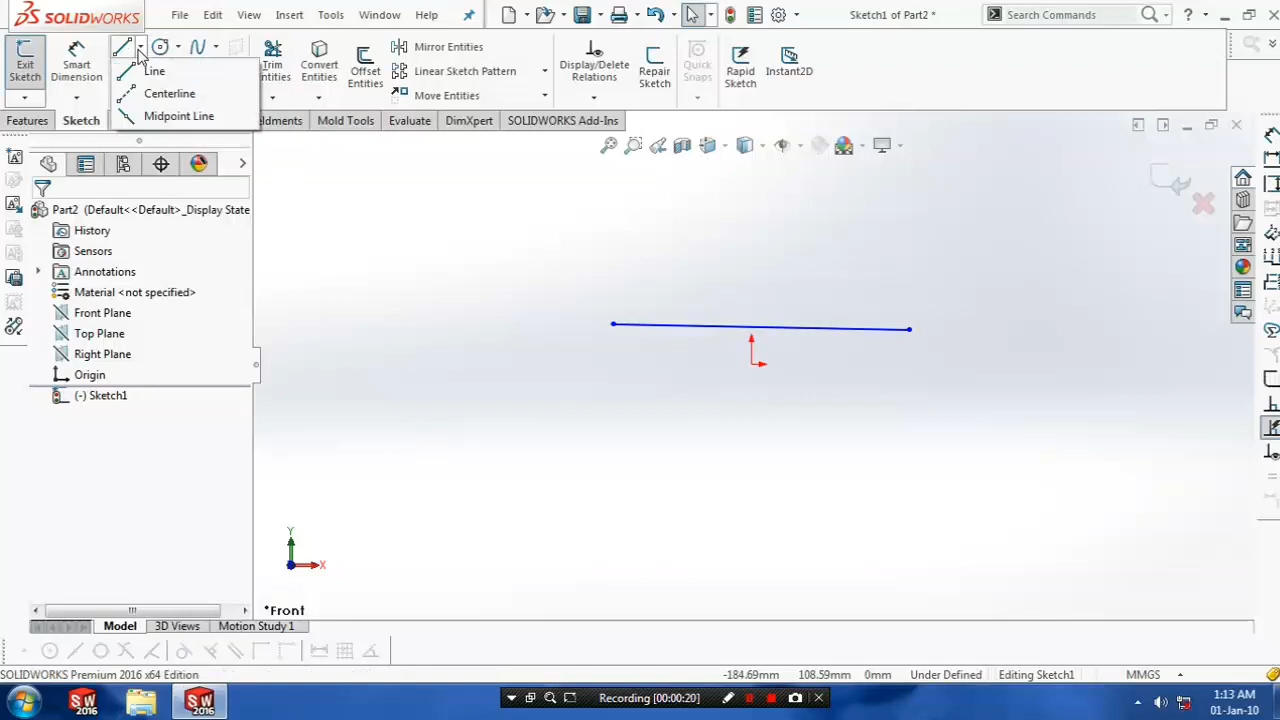 SOLIDWORKS File Edit View Insert Tools Window Help Sketch1 of Part2 * Search Commands ?
Exit Sketch Smart Dimension Line Centerline Midpoint Line Trim Entities Convert Entities Offset Entities Mirror Entities Linear Sketch Pattern Move Entities Display/Delete Relations Repair Sketch Quick Snaps Rapid Sketch Instant2D
Features Sketch ldments Mold Tools Evaluate DimXpert SOLIDWORKS Add-Ins
Part2 (Default<<Default>_Display State
History
Sensors
Annotations
Material <not specified>
Front Plane
Top Plane
Right Plane
Origin
(-) Sketch1
Y
X
*Front
Model 3D Views Motion Study 1
SOLIDWORKS Premium 2016 x64 Edition -184.69mm 108.59mm 0mm Under Defined Editing Sketch1 MMGS
SW 2016 SW 2016 Recording [00:00:20] 1:13 AM
01-Jan-10